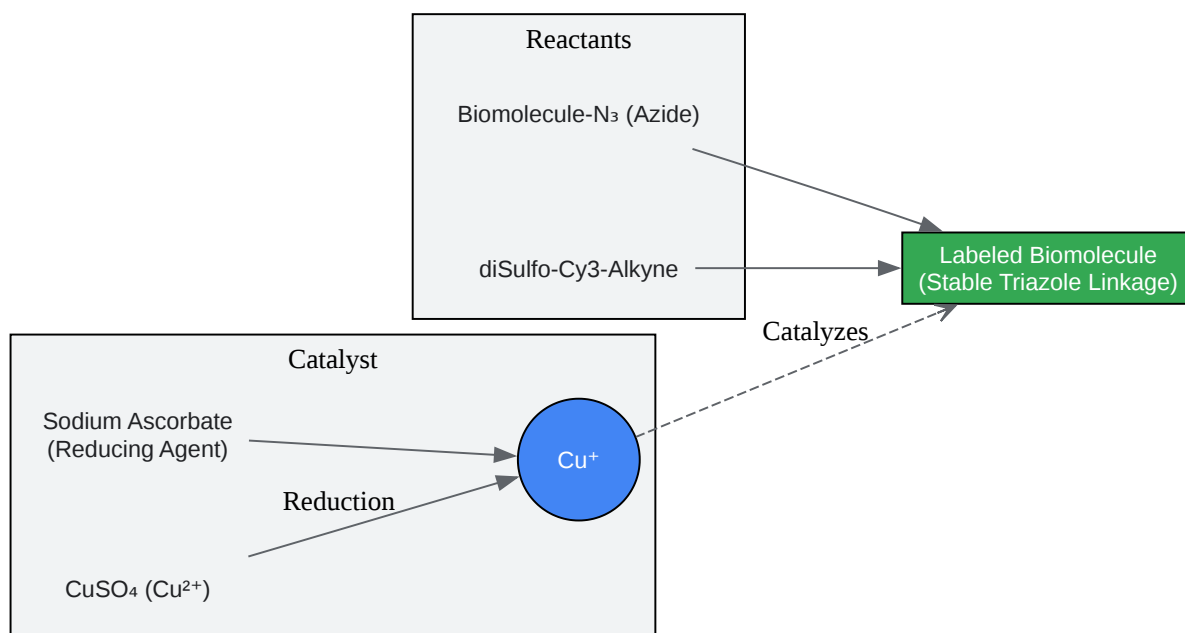 Reactants
Biomolecule-N₃ (Azide)
diSulfo-Cy3-Alkyne
Labeled Biomolecule
(Stable Triazole Linkage)
Catalyzes
Catalyst
Sodium Ascorbate
(Reducing Agent)
Cu⁺
Reduction
CuSO₄ (Cu²⁺)